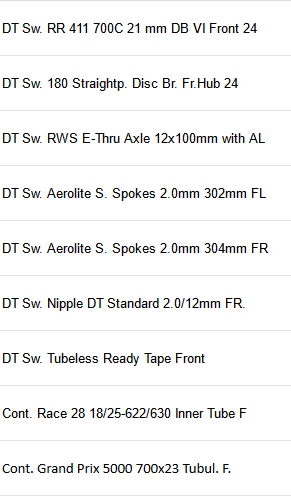 DT Sw. RR 411 700C 21 mm DB VI Front 24
DT Sw. 180 Straightp. Disc Br. Fr.Hub 24
DT Sw. RWS E-Thru Axle 12x100mm with AL
DT Sw. Aerolite S. Spokes 2.0mm 302mm FL
DT Sw. Aerolite S. Spokes 2.0mm 304mm FR
DT Sw. Nipple DT Standard 2.0/12mm FR.
DT Sw. Tubeless Ready Tape Front
Cont. Race 28 18/25-622/630 Inner Tube F
Cont. Grand Prix 5000 700x23 Tubul. F.